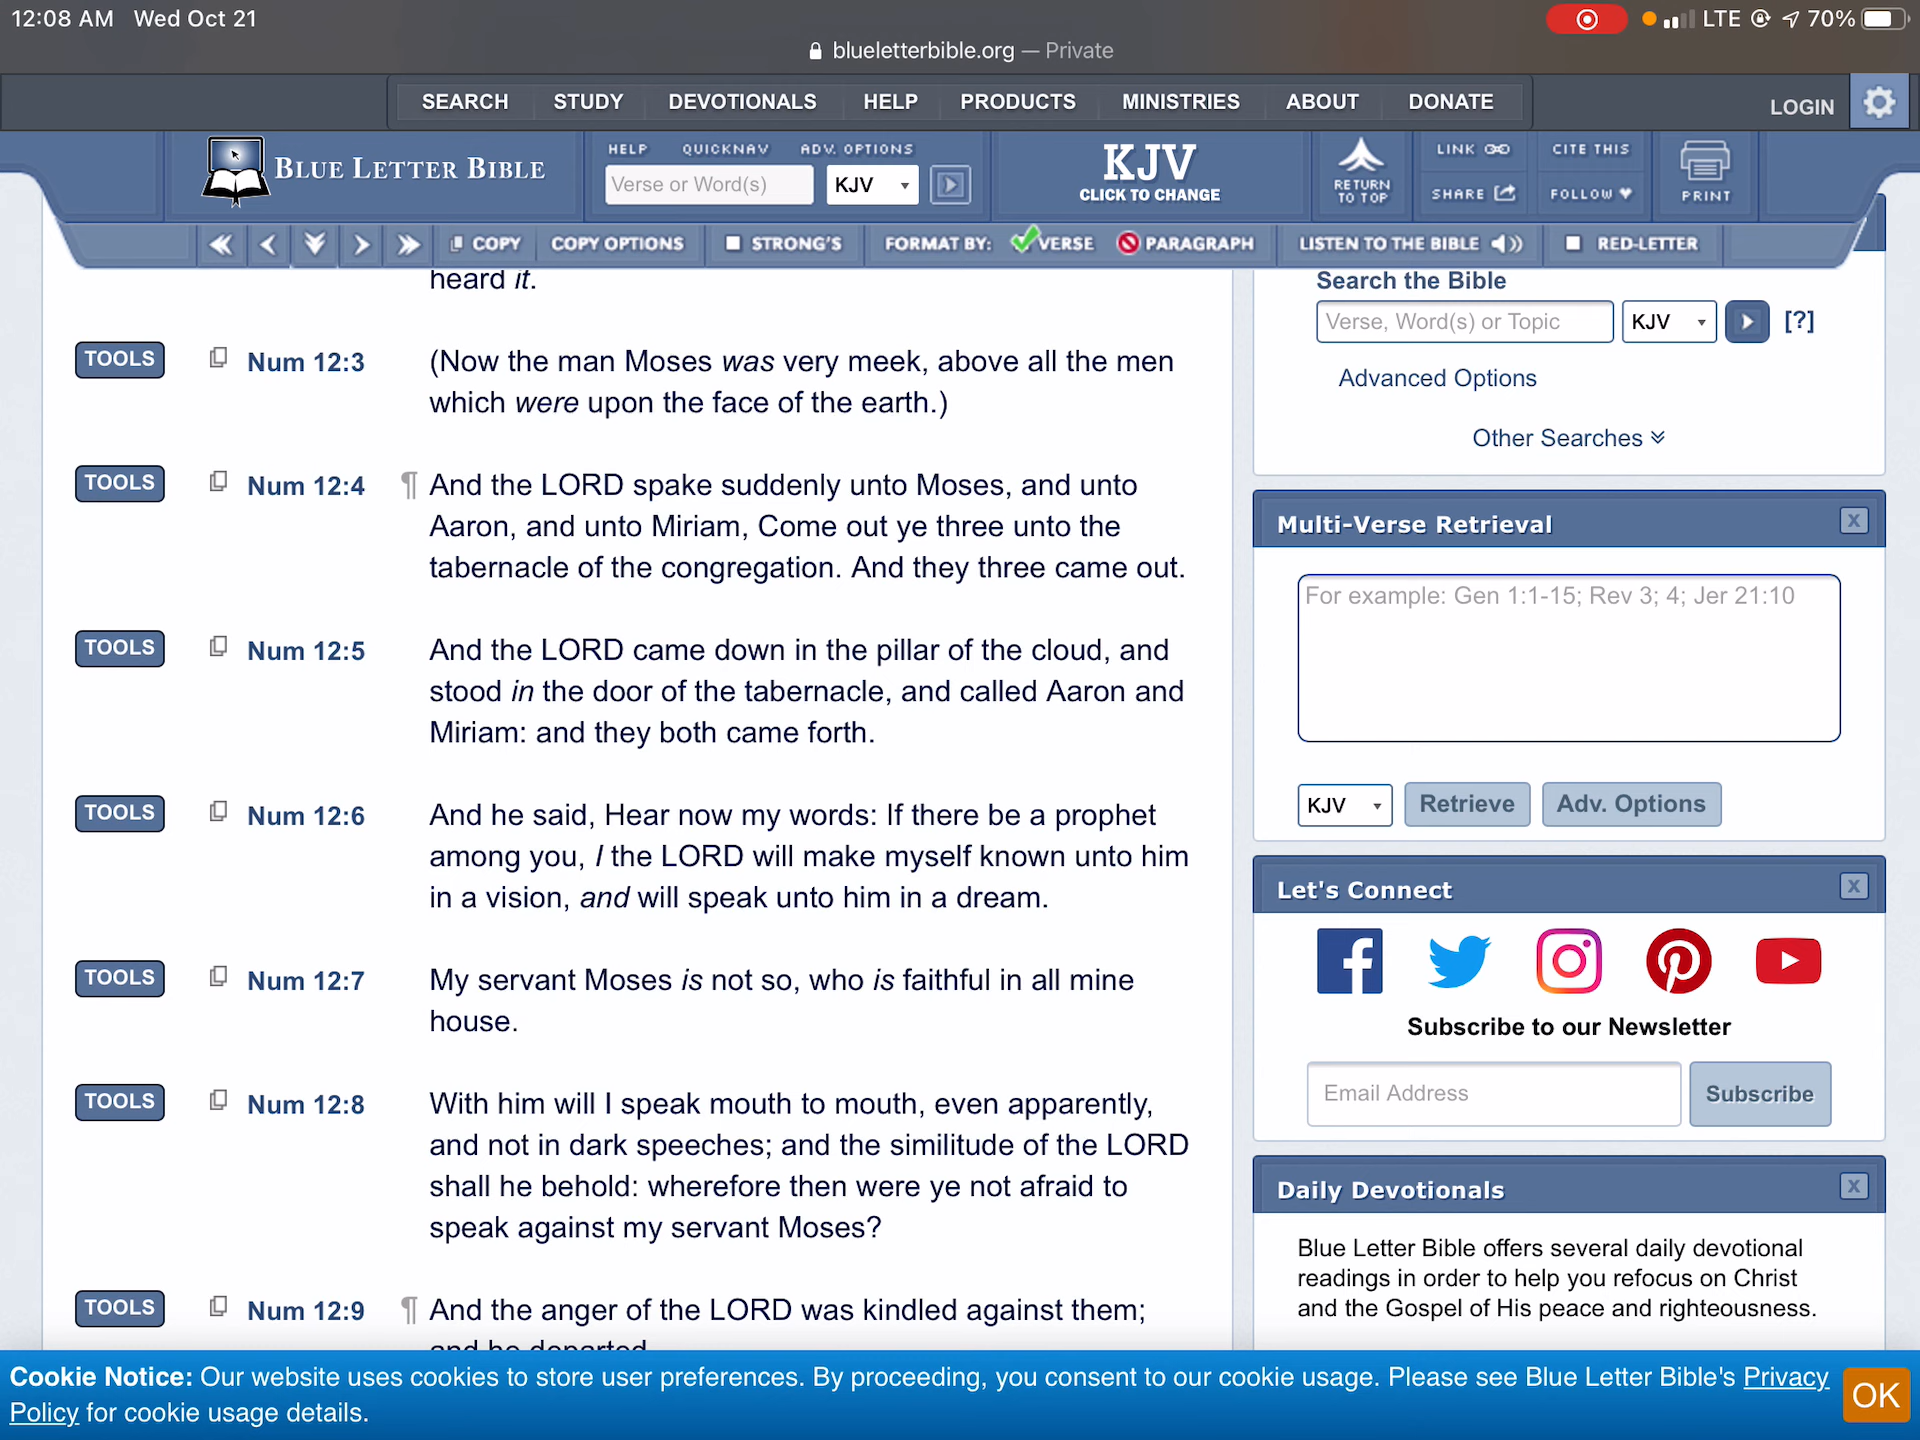 12:08 AM Wed Oct 21
LTE 70%
blueletterbible.org — Private
SEARCH STUDY DEVOTIONALS HELP PRODUCTS MINISTRIES ABOUT DONATE
LOGIN
BLUE LETTER BIBLE
HELP QUICKNAV ADV. OPTIONS
Verse or Word(s) KJV
KJV
CLICK TO CHANGE
RETURN
TO TOP
LINK
SHARE
CITE THIS
FOLLOW
PRINT
COPY COPY OPTIONS STRONG'S FORMAT BY: VERSE PARAGRAPH LISTEN TO THE BIBLE RED-LETTER
heard it.
TOOLS Num 12:3 (Now the man Moses was very meek, above all the men
which were upon the face of the earth.)
TOOLS Num 12:4 ¶ And the LORD spake suddenly unto Moses, and unto
Aaron, and unto Miriam, Come out ye three unto the
tabernacle of the congregation. And they three came out.
TOOLS Num 12:5 And the LORD came down in the pillar of the cloud, and
stood in the door of the tabernacle, and called Aaron and
Miriam: and they both came forth.
TOOLS Num 12:6 And he said, Hear now my words: If there be a prophet
among you, I the LORD will make myself known unto him
in a vision, and will speak unto him in a dream.
TOOLS Num 12:7 My servant Moses is not so, who is faithful in all mine
house.
TOOLS Num 12:8 With him will I speak mouth to mouth, even apparently,
and not in dark speeches; and the similitude of the LORD
shall he behold: wherefore then were ye not afraid to
speak against my servant Moses?
TOOLS Num 12:9 ¶ And the anger of the LORD was kindled against them;
and he departed.
Search the Bible
Verse, Word(s) or Topic KJV [?]
Advanced Options
Other Searches
Multi-Verse Retrieval X
For example: Gen 1:1-15; Rev 3; 4; Jer 21:10
KJV Retrieve Adv. Options
Let's Connect X
Subscribe to our Newsletter
Email Address Subscribe
Daily Devotionals X
Blue Letter Bible offers several daily devotional
readings in order to help you refocus on Christ
and the Gospel of His peace and righteousness.
Cookie Notice: Our website uses cookies to store user preferences. By proceeding, you consent to our cookie usage. Please see Blue Letter Bible's Privacy
Policy for cookie usage details.
OK